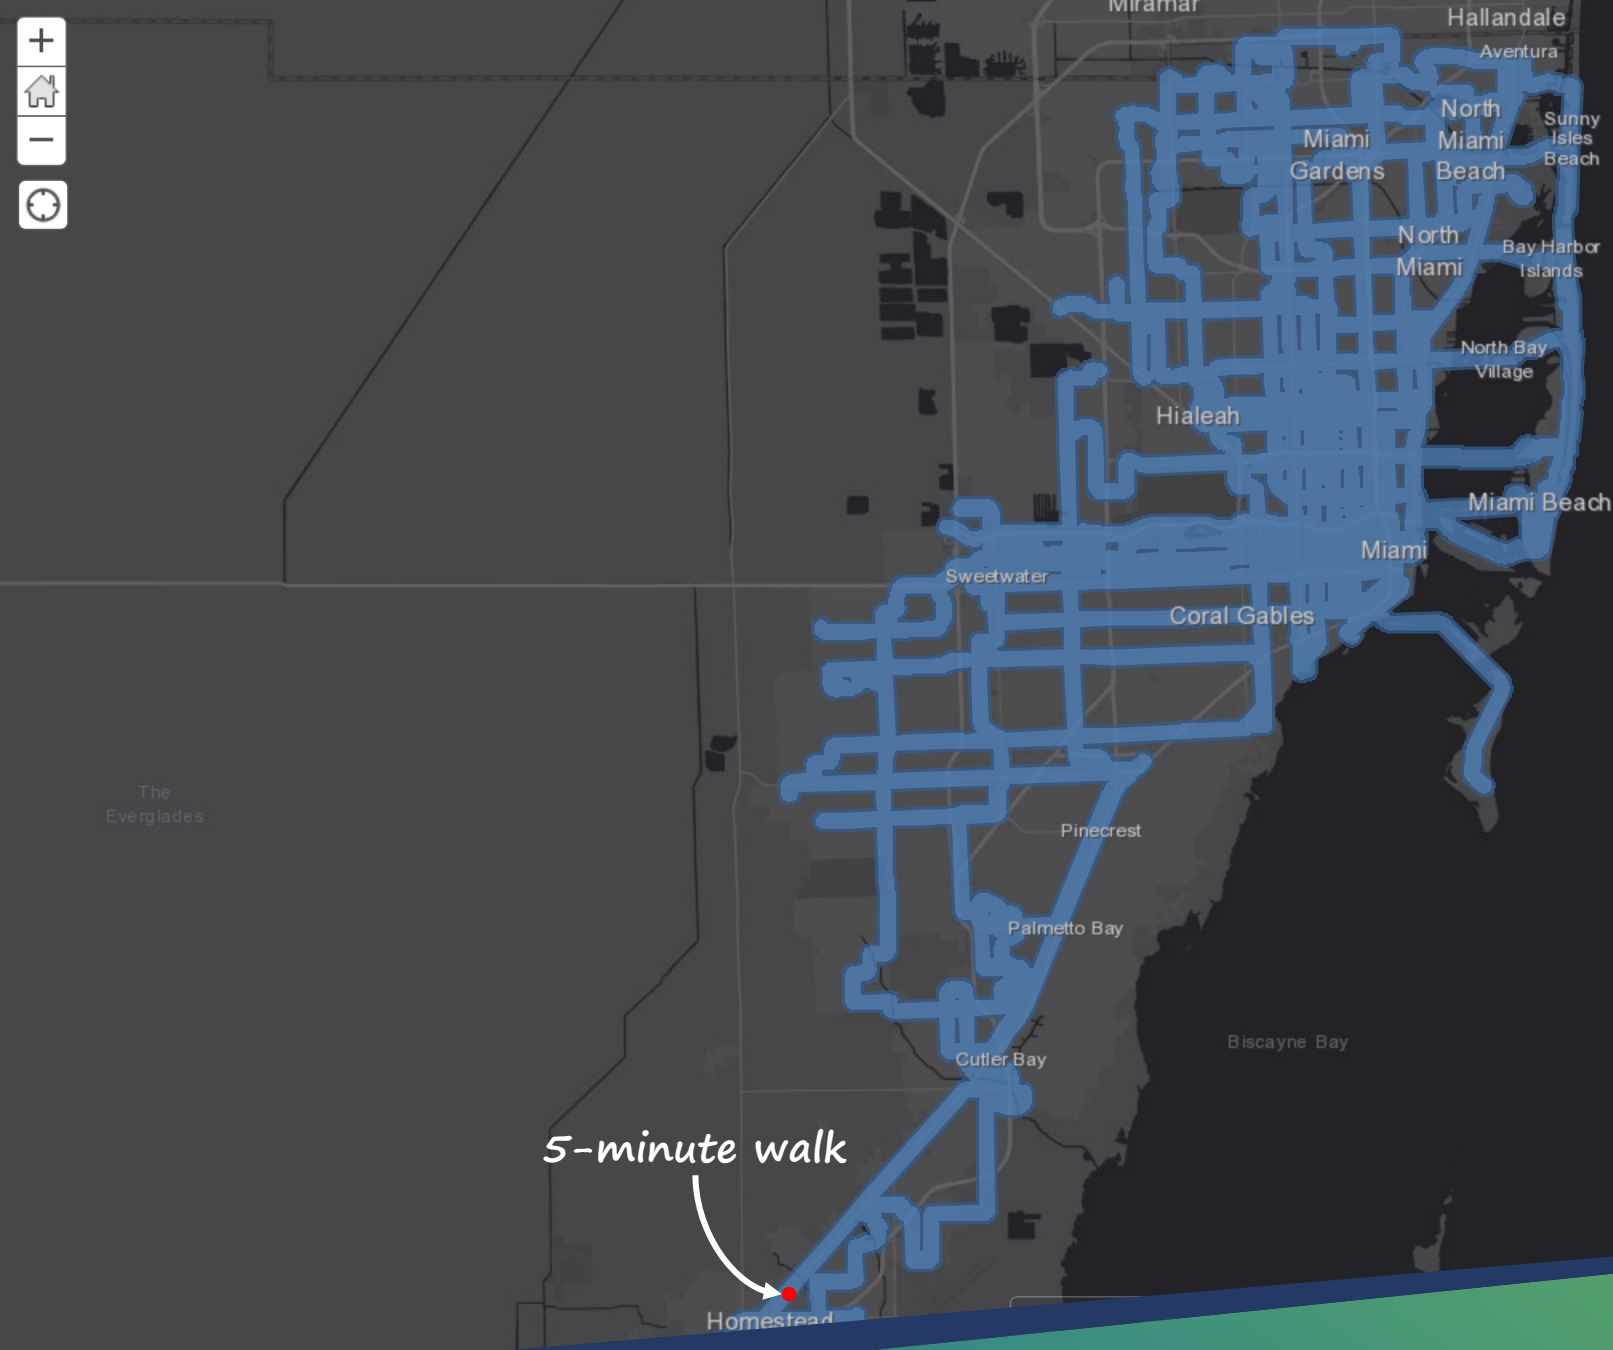 Miramar
Hallandale
Aventura
North
Miami
Beach
Sunny
Isles
Beach
Miami
Gardens
North
Miami
Bay Harbor
Islands
North Bay
Village
Hialeah
Miami Beach
Miami
Sweetwater
Coral Gables
The
Everglades
Pinecrest
Palmetto Bay
Biscayne Bay
Cutler Bay
5-minute walk
Homestead